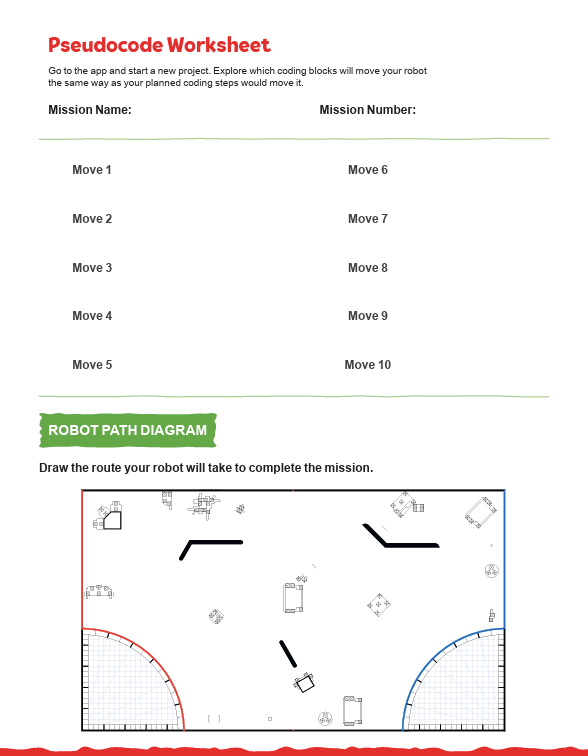 Pseudocode Worksheet
Go to the app and start a new project. Explore which coding blocks will move your robot
the same way as your planned coding steps would move it.
Mission Name:
Mission Number:
Move 1
Move 6
Move 2
Move 7
Move 3
Move 8
Move 4
Move 9
Move 5
Move 10
ROBOT PATH DIAGRAM
Draw the route your robot will take to complete the mission.